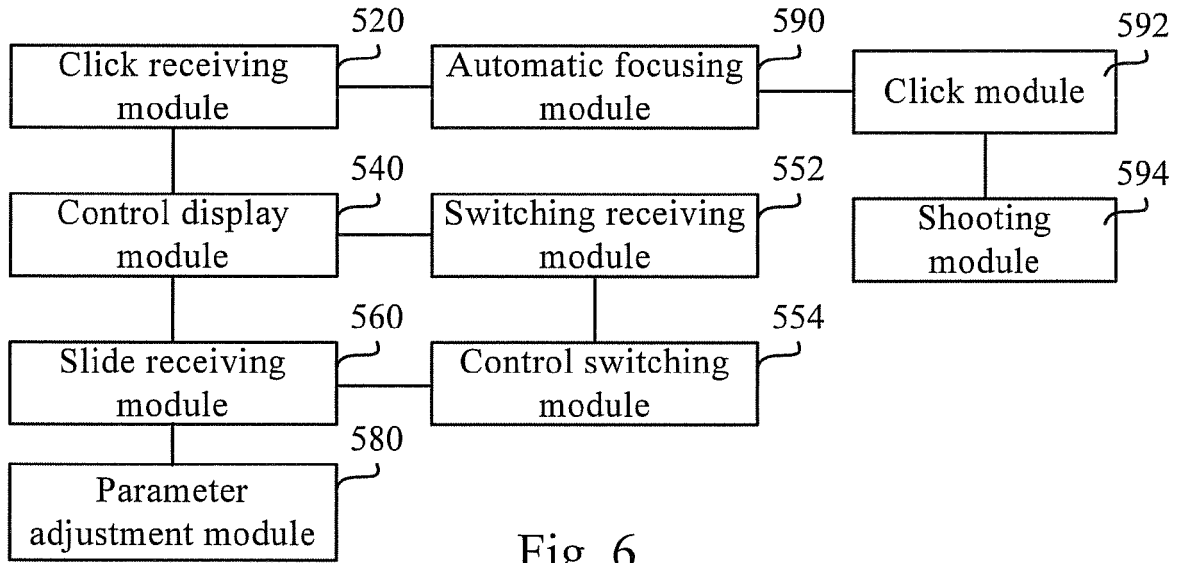 520
Click receiving
module
590
Automatic focusing
module
592
Click module
540
Control display
module
552
Switching receiving
module
594
Shooting
module
560
Slide receiving
module
554
Control switching
module
580
Parameter
adjustment module
Fig. 6